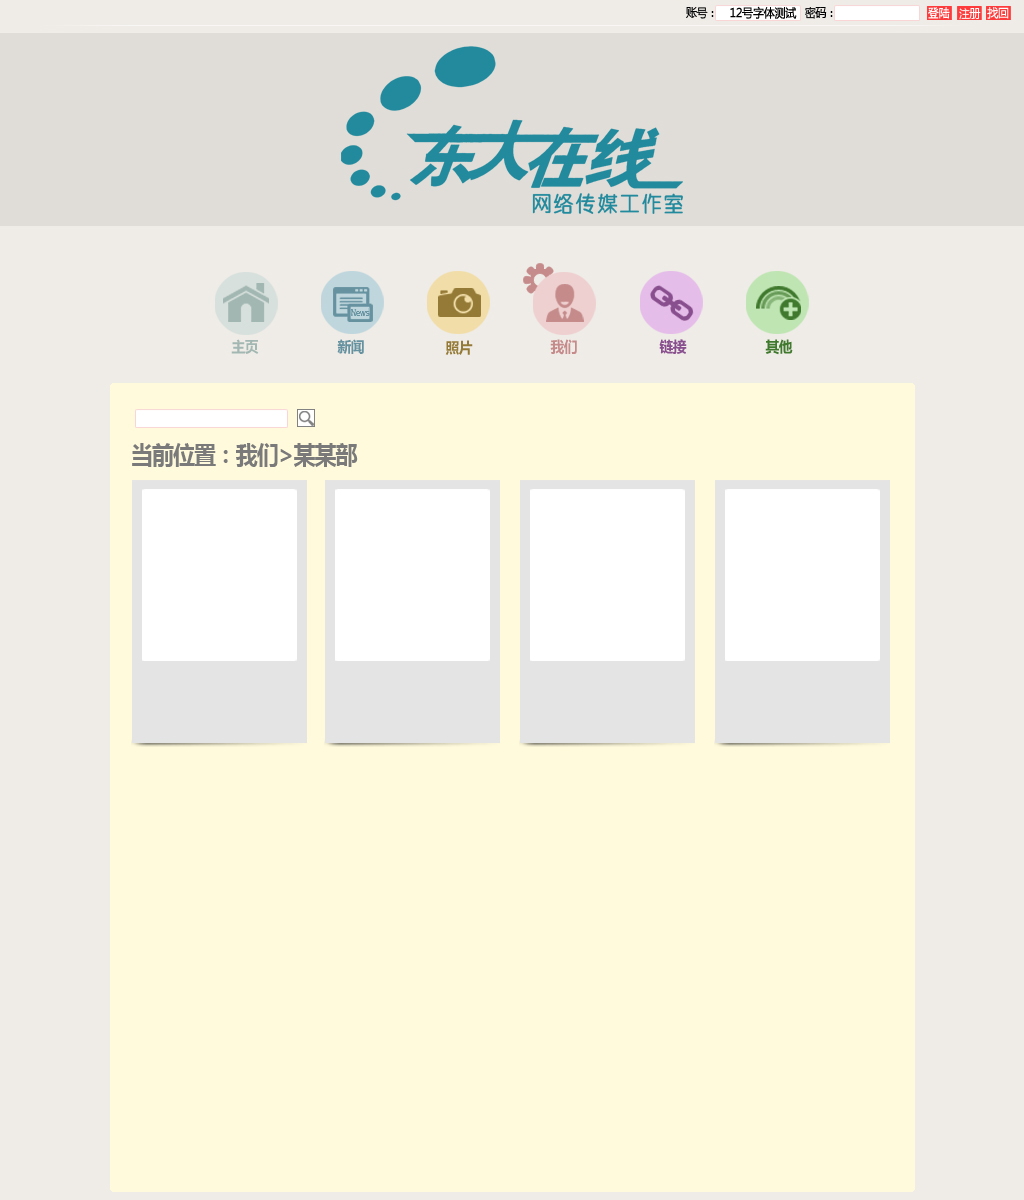 账号： 12号字体测试 密码： 登陆 注册 找回
东大在线
网络传媒工作室
News
主页 新闻 照片 我们 链接 其他
当前位置：我们>某某部